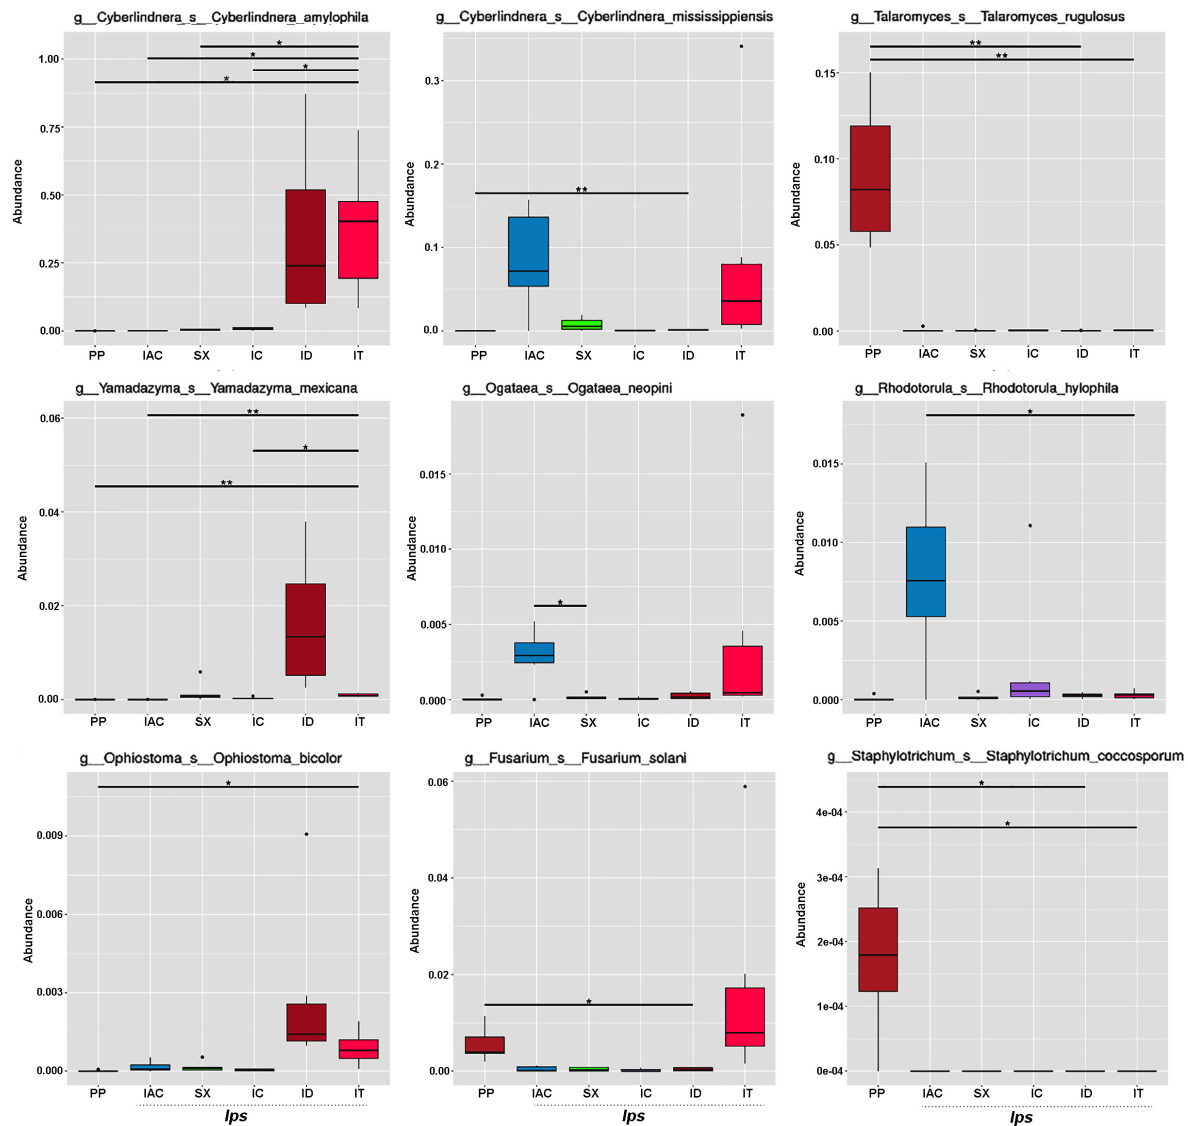 g__Cyberlindnera_s__Cyberlindnera_amylophila
g__Cyberlindnera_s__Cyberlindnera_mississippiensis
g__Talaromyces_s__Talaromyces_rugulosus
Abundance
1.00
0.75
0.50
0.25
0.00
*
*
*
*
PP IAC SX IC ID IT
Abundance
0.3
0.2
0.1
0.0
**
PP IAC SX IC ID IT
Abundance
0.15
0.10
0.05
0.00
**
**
PP IAC SX IC ID IT
g__Yamadazyma_s__Yamadazyma_mexicana
g__Ogataea_s__Ogataea_neopini
g__Rhodotorula_s__Rhodotorula_hylophila
Abundance
0.06
0.04
0.02
0.00
**
*
**
PP IAC SX IC ID IT
Abundance
0.015
0.010
0.005
0.000
*
PP IAC SX IC ID IT
Abundance
0.015
0.010
0.005
0.000
*
PP IAC SX IC ID IT
g__Ophiostoma_s__Ophiostoma_bicolor
g__Fusarium_s__Fusarium_solani
g__Staphylotrichum_s__Staphylotrichum_coccosporum
Abundance
0.009
0.006
0.003
0.000
*
PP IAC SX IC ID IT
Ips
Abundance
0.06
0.04
0.02
0.00
*
PP IAC SX IC ID IT
Ips
Abundance
4e-04
3e-04
2e-04
1e-04
0e-04
*
*
PP IAC SX IC ID IT
Ips